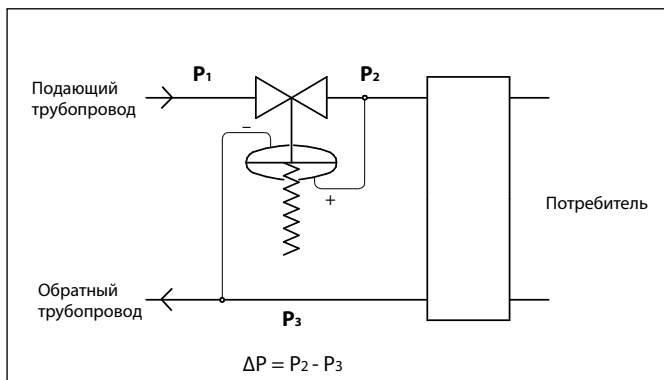 P1
P2
Подающий
трубопровод
–
+
Потребитель
Обратный
трубопровод
P3
ΔP = P2 - P3